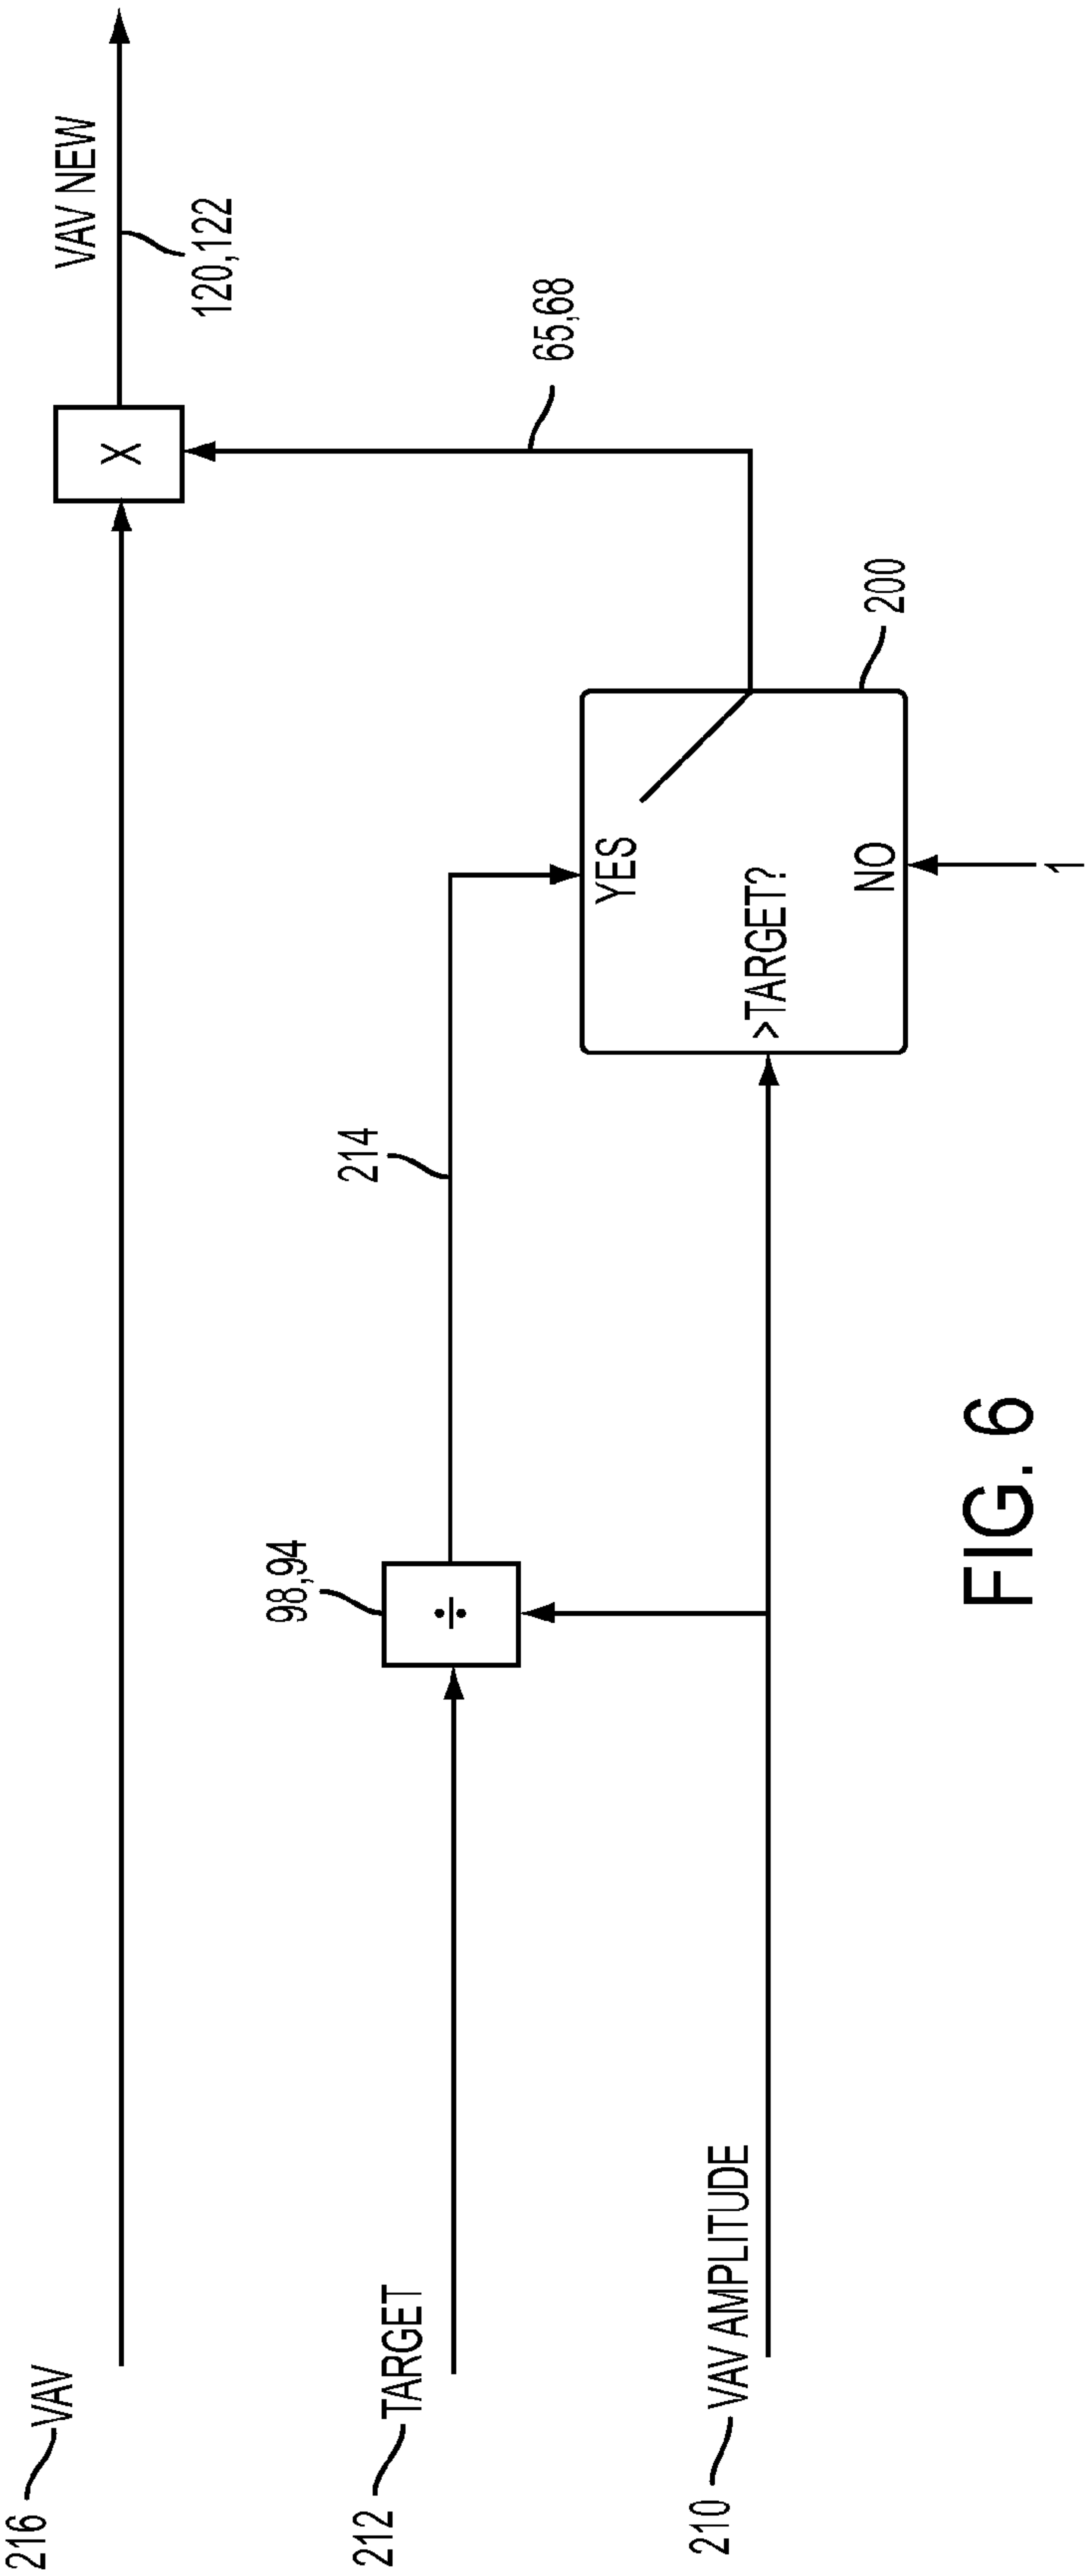 216
VAV
VAV NEW
120,122
X
212
TARGET
98,94
÷
214
65,68
210
VAV AMPLITUDE
>TARGET?
YES
NO
200
1
FIG. 6